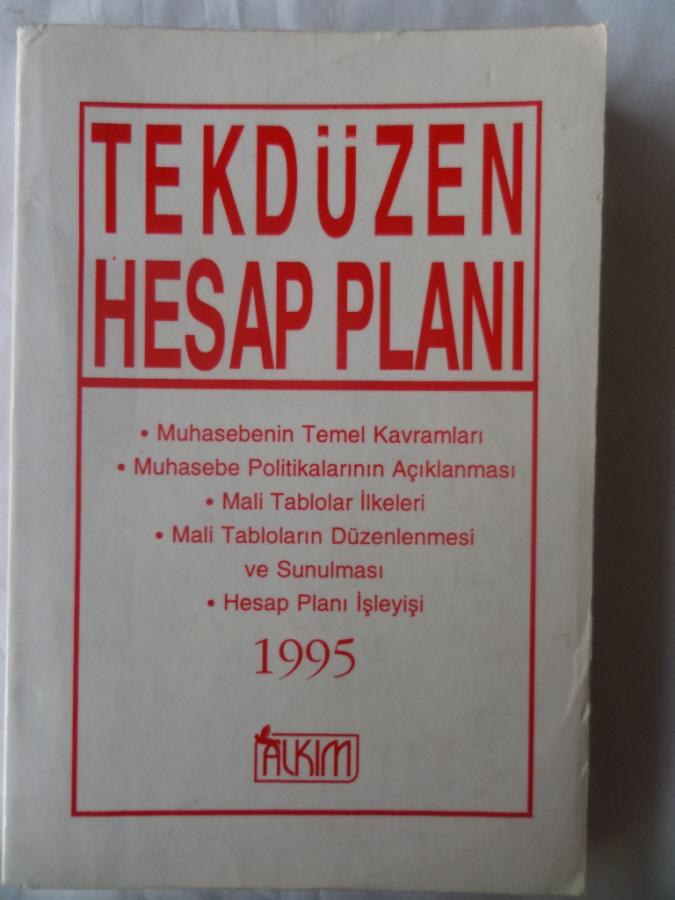 TEKDÜZEN
HESAP PLANI
• Muhasebenin Temel Kavramları
• Muhasebe Politikalarının Açıklanması
• Mali Tablolar İlkeleri
• Mali Tabloların Düzenlenmesi
ve Sunulması
• Hesap Planı İşleyişi
1995
ALKIM